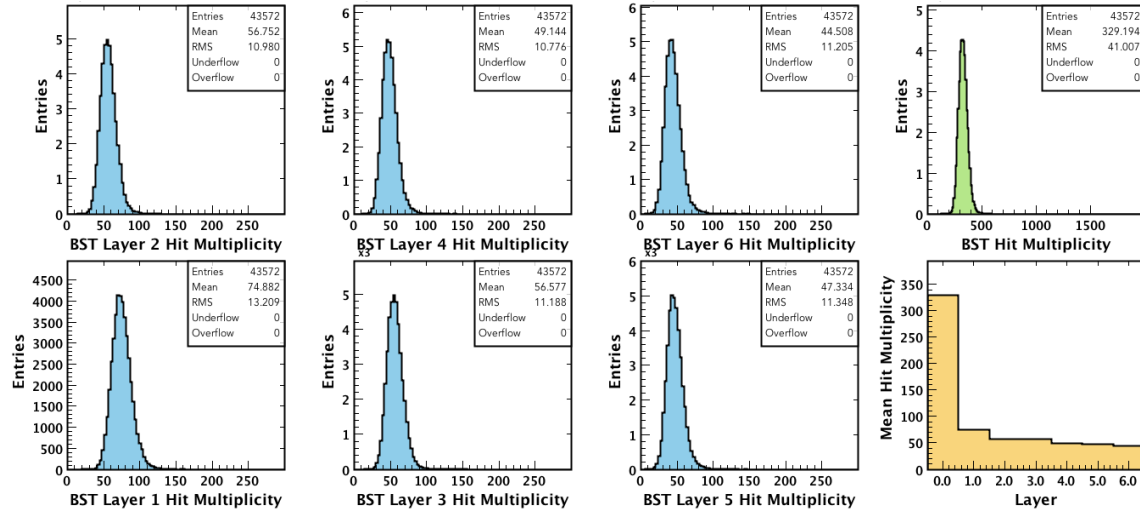 Entries 43572
Mean 56.752
RMS 10.980
Underflow 0
Overflow 0
5
4
3
2
1
0
Entries
0 50 100 150 200 250
BST Layer 2 Hit Multiplicity
Entries 43572
Mean 49.144
RMS 10.776
Underflow 0
Overflow 0
6
5
4
3
2
1
0
Entries
0 50 100 150 200 250
BST Layer 4 Hit Multiplicity
Entries 43572
Mean 44.508
RMS 11.205
Underflow 0
Overflow 0
6
5
4
3
2
1
0
Entries
0 50 100 150 200 250
BST Layer 6 Hit Multiplicity
Entries 43572
Mean 329.194
RMS 41.007
Underflow 0
Overflow 0
5
4
3
2
1
0
Entries
0 500 1000 1500
BST Hit Multiplicity
Entries 43572
Mean 74.882
RMS 13.209
Underflow 0
Overflow 0
4500
4000
3500
3000
2500
2000
1500
1000
500
0
Entries
0 50 100 150 200 250
BST Layer 1 Hit Multiplicity
x3
Entries 43572
Mean 56.577
RMS 11.188
Underflow 0
Overflow 0
5
4
3
2
1
0
Entries
0 50 100 150 200 250
BST Layer 3 Hit Multiplicity
x3
Entries 43572
Mean 47.334
RMS 11.348
Underflow 0
Overflow 0
6
5
4
3
2
1
0
Entries
0 50 100 150 200 250
BST Layer 5 Hit Multiplicity
350
300
250
200
150
100
50
0
Mean Hit Multiplicity
0.0 1.0 2.0 3.0 4.0 5.0 6.0
Layer